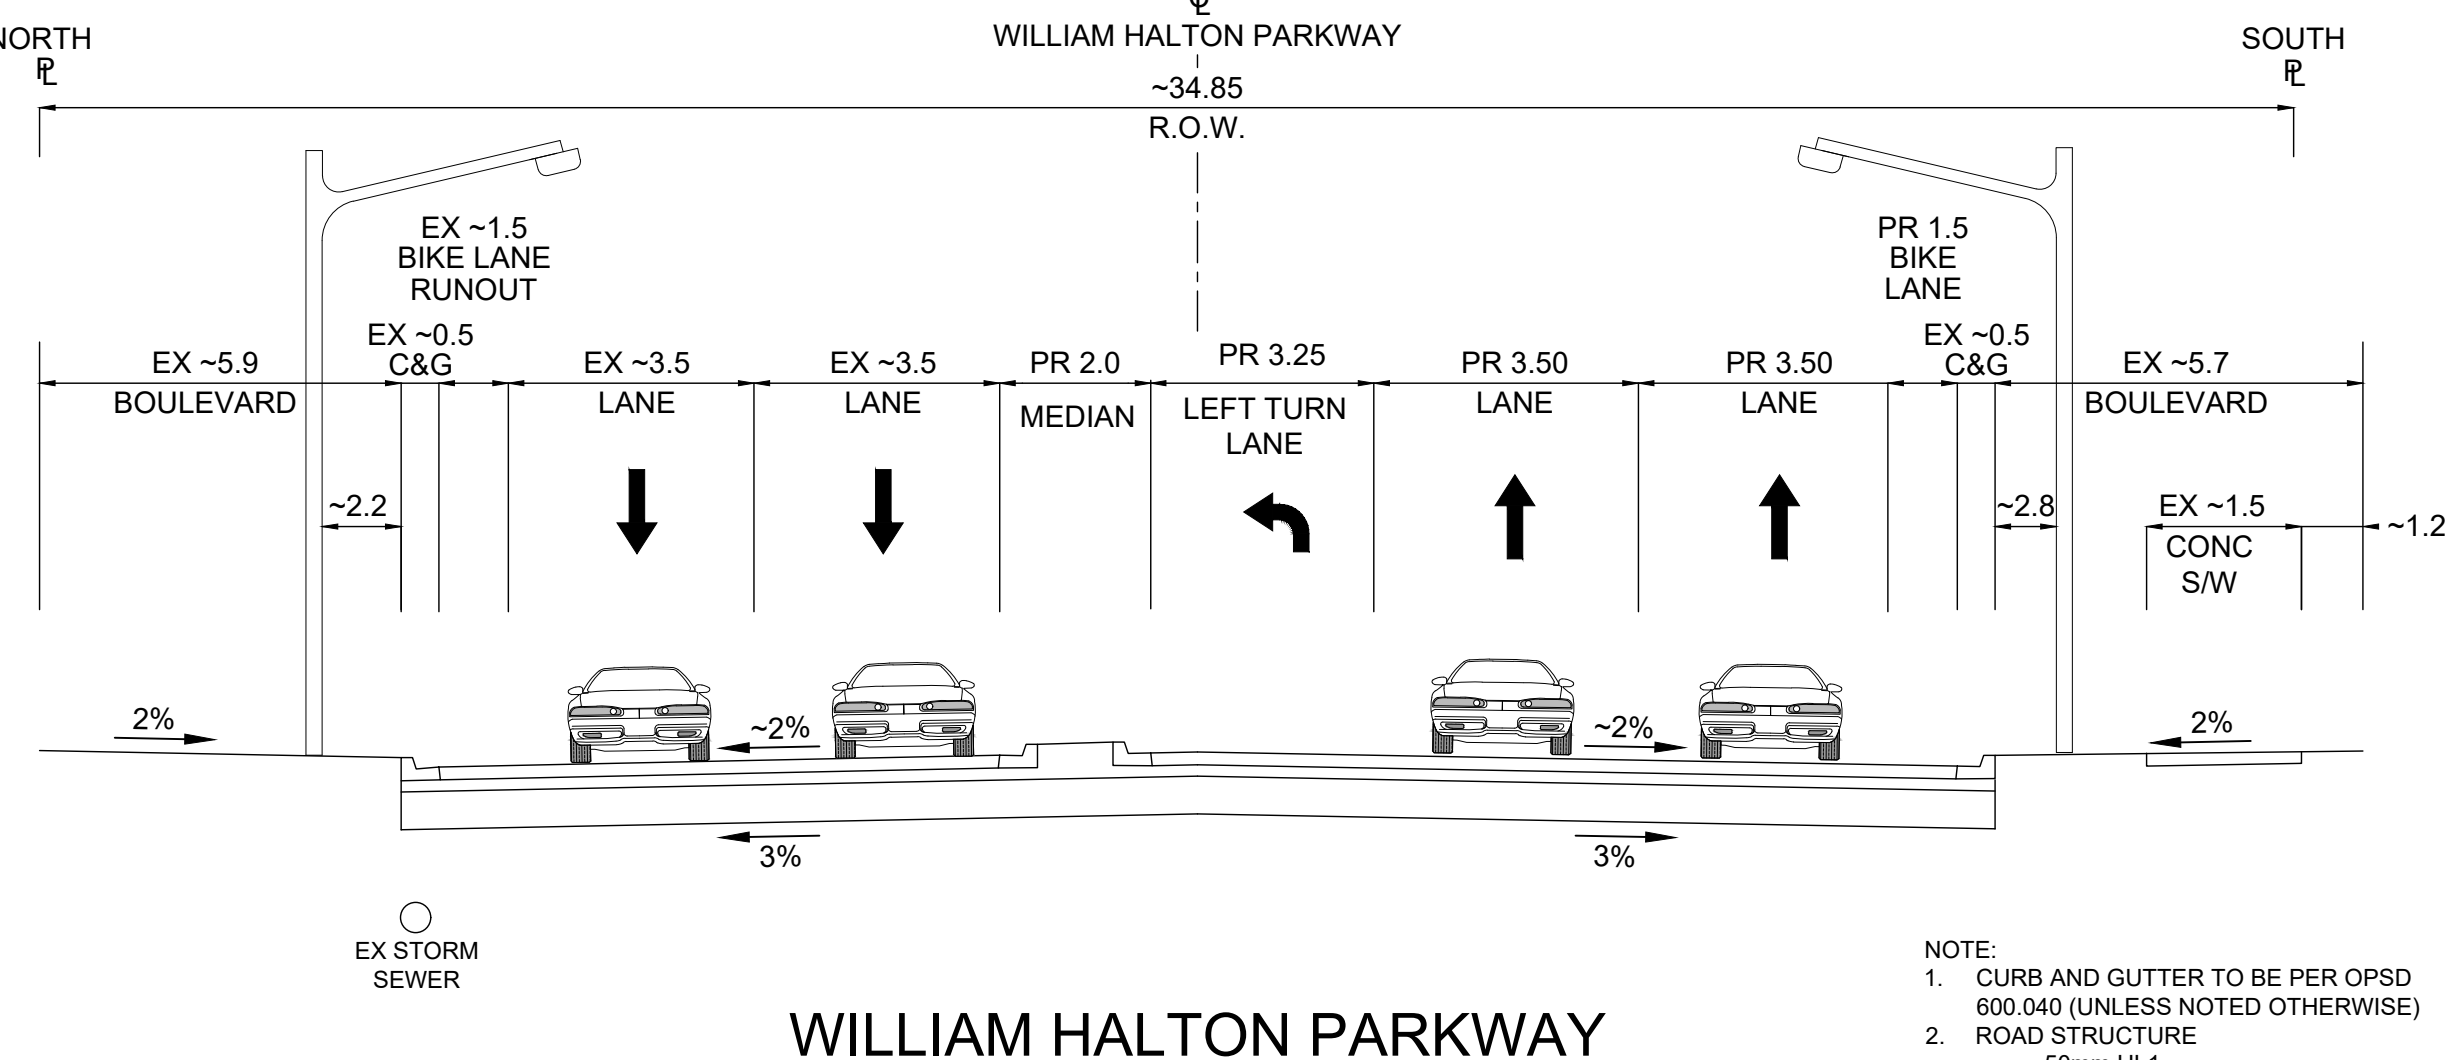 NORTH
℄
WILLIAM HALTON PARKWAY
SOUTH
PL
PL
~34.85
R.O.W.
EX ~1.5
BIKE LANE
RUNOUT
PR 1.5
BIKE
LANE
EX ~5.9
BOULEVARD
EX ~0.5
C&G
EX ~3.5
LANE
EX ~3.5
LANE
PR 2.0
MEDIAN
PR 3.25
LEFT TURN
LANE
PR 3.50
LANE
PR 3.50
LANE
EX ~0.5
C&G
EX ~5.7
BOULEVARD
~2.2
~2.8
EX ~1.5
CONC
S/W
~1.2
2%
~2%
~2%
2%
3%
3%
EX STORM
SEWER
WILLIAM HALTON PARKWAY
NOTE:
1. CURB AND GUTTER TO BE PER OPSD
600.040 (UNLESS NOTED OTHERWISE)
2. ROAD STRUCTURE